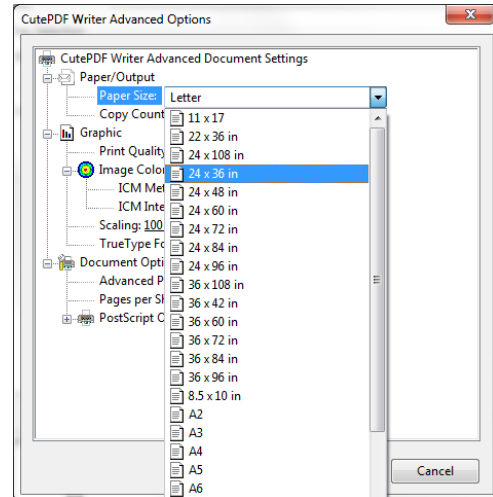 CutePDF Writer Advanced Options
CutePDF Writer Advanced Document Settings
Paper/Output
Paper Size: Letter
Copy Count
Graphic
Print Quality
Image Colo
ICM Met
ICM Inte
Scaling: 100
TrueType Fo
Document Opti
Advanced P
Pages per Sh
PostScript O
11 x 17
22 x 36 in
24 x 108 in
24 x 36 in
24 x 48 in
24 x 60 in
24 x 72 in
24 x 84 in
24 x 96 in
36 x 108 in
36 x 42 in
36 x 60 in
36 x 72 in
36 x 84 in
36 x 96 in
8.5 x 10 in
A2
A3
A4
A5
A6
Cancel